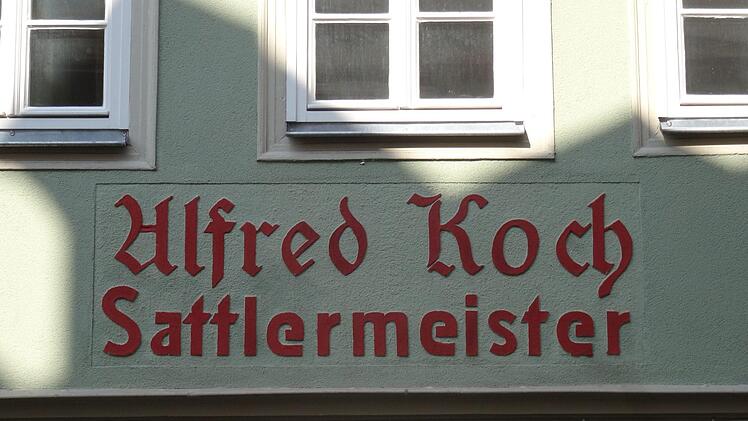 Alfred Koch
Sattlermeister